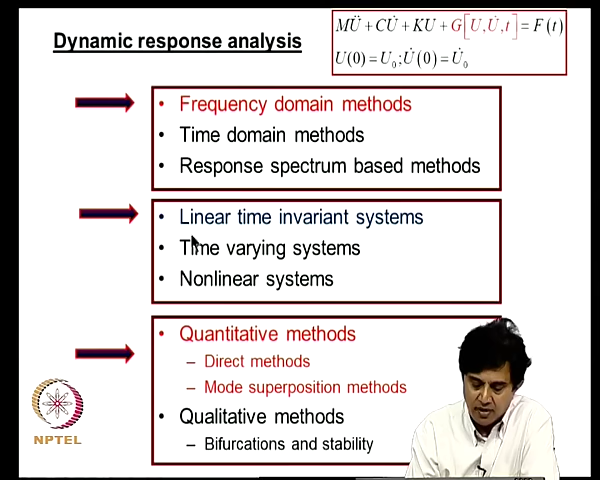 Dynamic response analysis
MÜ + CU̇ + KU + G[U, U̇, t] = F(t)
U(0) = U₀; U̇(0) = U̇₀
• Frequency domain methods
• Time domain methods
• Response spectrum based methods
• Linear time invariant systems
• Time varying systems
• Nonlinear systems
• Quantitative methods
– Direct methods
– Mode superposition methods
• Qualitative methods
– Bifurcations and stability
NPTEL